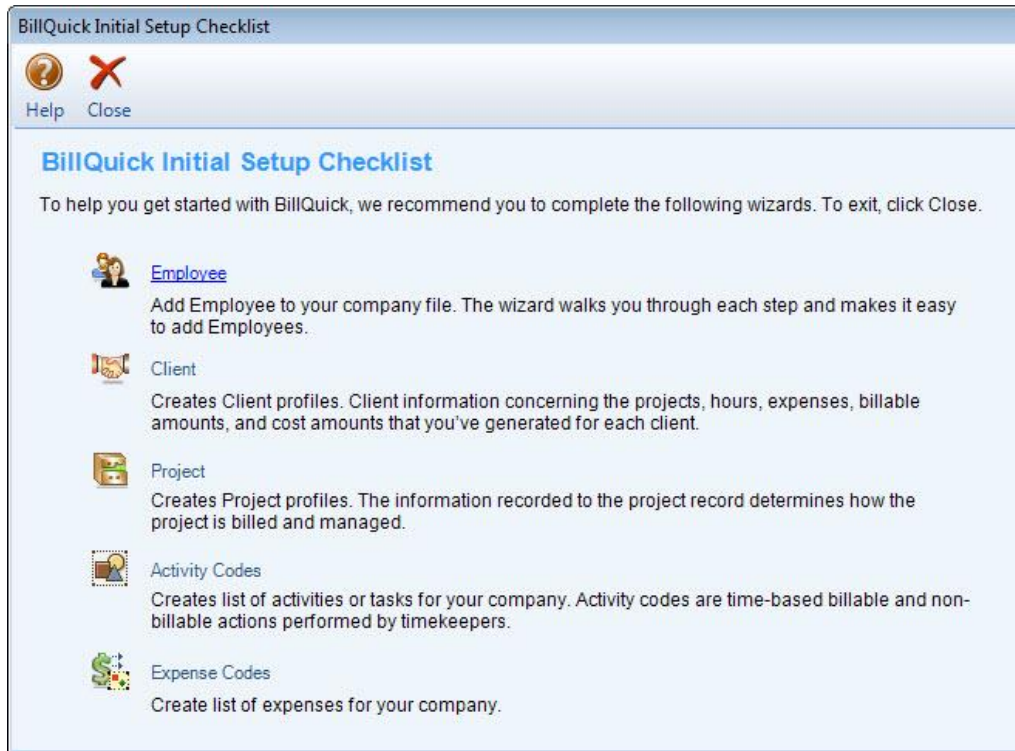 BillQuick Initial Setup Checklist
Help Close
BillQuick Initial Setup Checklist
To help you get started with BillQuick, we recommend you to complete the following wizards. To exit, click Close.
Employee
Add Employee to your company file. The wizard walks you through each step and makes it easy
to add Employees.
Client
Creates Client profiles. Client information concerning the projects, hours, expenses, billable
amounts, and cost amounts that you've generated for each client.
Project
Creates Project profiles. The information recorded to the project record determines how the
project is billed and managed.
Activity Codes
Creates list of activities or tasks for your company. Activity codes are time-based billable and non-
billable actions performed by timekeepers.
Expense Codes
Create list of expenses for your company.